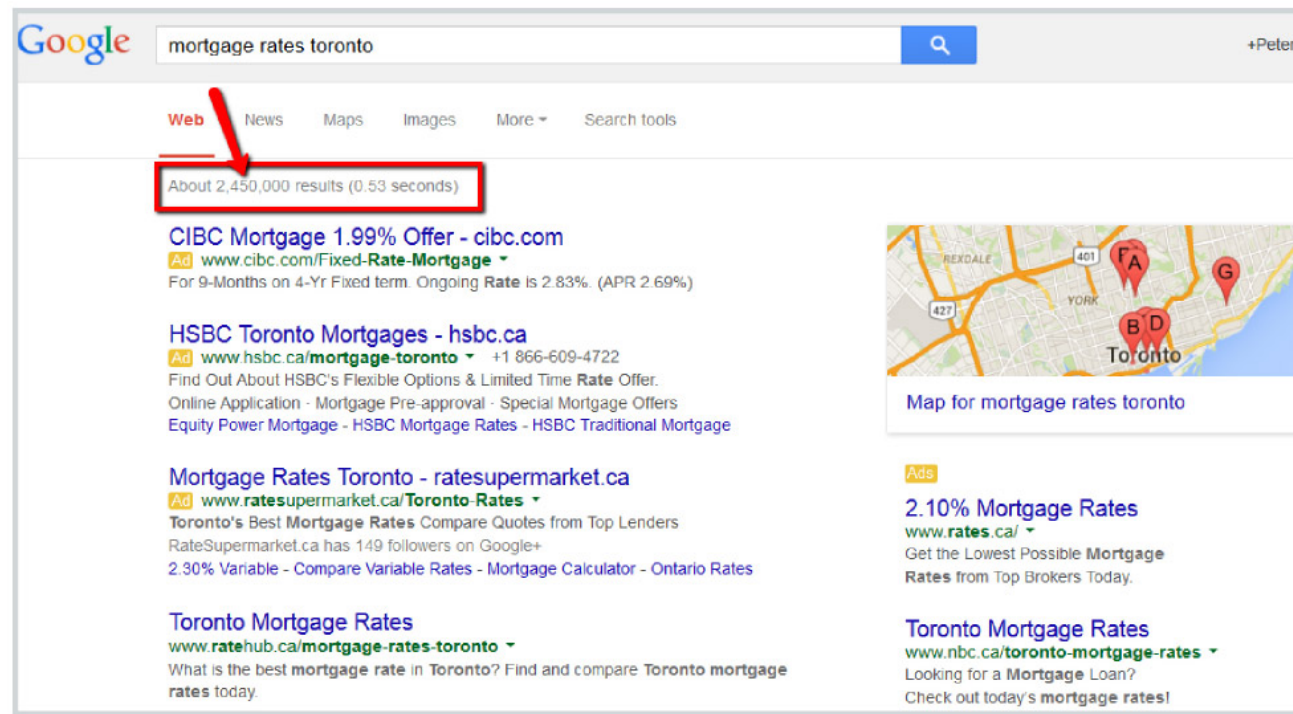 Google
mortgage rates toronto
+Peter
Web News Maps Images More Search tools
About 2,450,000 results (0.53 seconds)
CIBC Mortgage 1.99% Offer - cibc.com
Ad www.cibc.com/Fixed-Rate-Mortgage
For 9-Months on 4-Yr Fixed term. Ongoing Rate is 2.83%. (APR 2.69%)
HSBC Toronto Mortgages - hsbc.ca
Ad www.hsbc.ca/mortgage-toronto +1 866-609-4722
Find Out About HSBC's Flexible Options & Limited Time Rate Offer.
Online Application · Mortgage Pre-approval · Special Mortgage Offers
Equity Power Mortgage - HSBC Mortgage Rates - HSBC Traditional Mortgage
Mortgage Rates Toronto - ratesupermarket.ca
Ad www.ratesupermarket.ca/Toronto-Rates
Toronto's Best Mortgage Rates Compare Quotes from Top Lenders
RateSupermarket.ca has 149 followers on Google+
2.30% Variable - Compare Variable Rates - Mortgage Calculator - Ontario Rates
Toronto Mortgage Rates
www.ratehub.ca/mortgage-rates-toronto
What is the best mortgage rate in Toronto? Find and compare Toronto mortgage
rates today.
REXDALE
401
A
G
427
YORK
B D
Toronto
Map for mortgage rates toronto
Ads
2.10% Mortgage Rates
www.rates.ca/
Get the Lowest Possible Mortgage
Rates from Top Brokers Today.
Toronto Mortgage Rates
www.nbc.ca/toronto-mortgage-rates
Looking for a Mortgage Loan?
Check out today's mortgage rates!